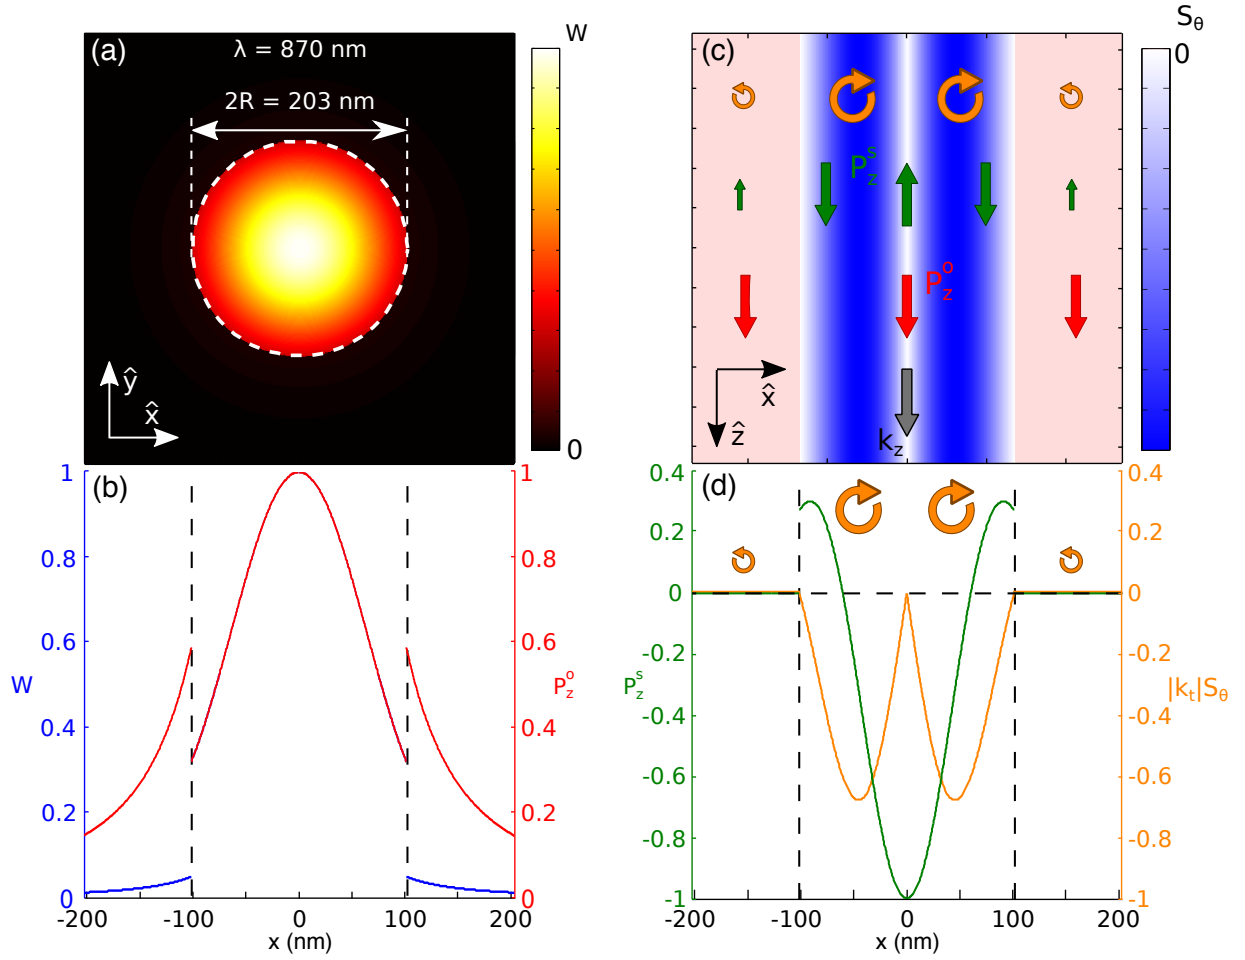 (a)
λ = 870 nm
2R = 203 nm
ŷ
x̂
W
0
(c)
P_z^s
P_z^o
x̂
ẑ
k_z
S_θ
0
(b)
1
0.8
0.6
0.4
0.2
0
W
1
0.8
0.6
0.4
0.2
0
P_z^o
-200
-100
0
100
200
x (nm)
(d)
0.4
0.2
0
-0.2
-0.4
-0.6
-0.8
-1
P_z^s
0.4
0.2
0
-0.2
-0.4
-0.6
-0.8
-1
|k_t|S_θ
-200
-100
0
100
200
x (nm)